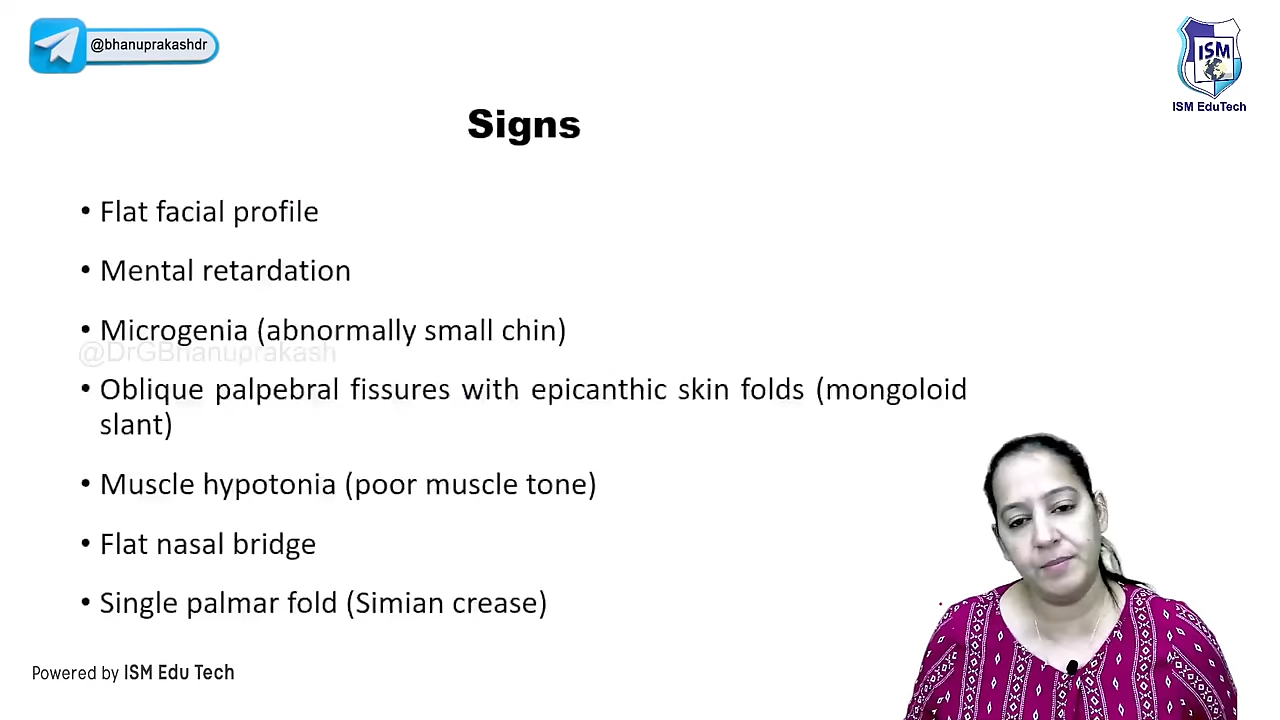 @bhanuprakashdr
ISM
ISM EduTech
Signs
• Flat facial profile
• Mental retardation
• Microgenia (abnormally small chin)
@DrGBhanuprakash
• Oblique palpebral fissures with epicanthic skin folds (mongoloid
slant)
• Muscle hypotonia (poor muscle tone)
• Flat nasal bridge
• Single palmar fold (Simian crease)
Powered by ISM Edu Tech